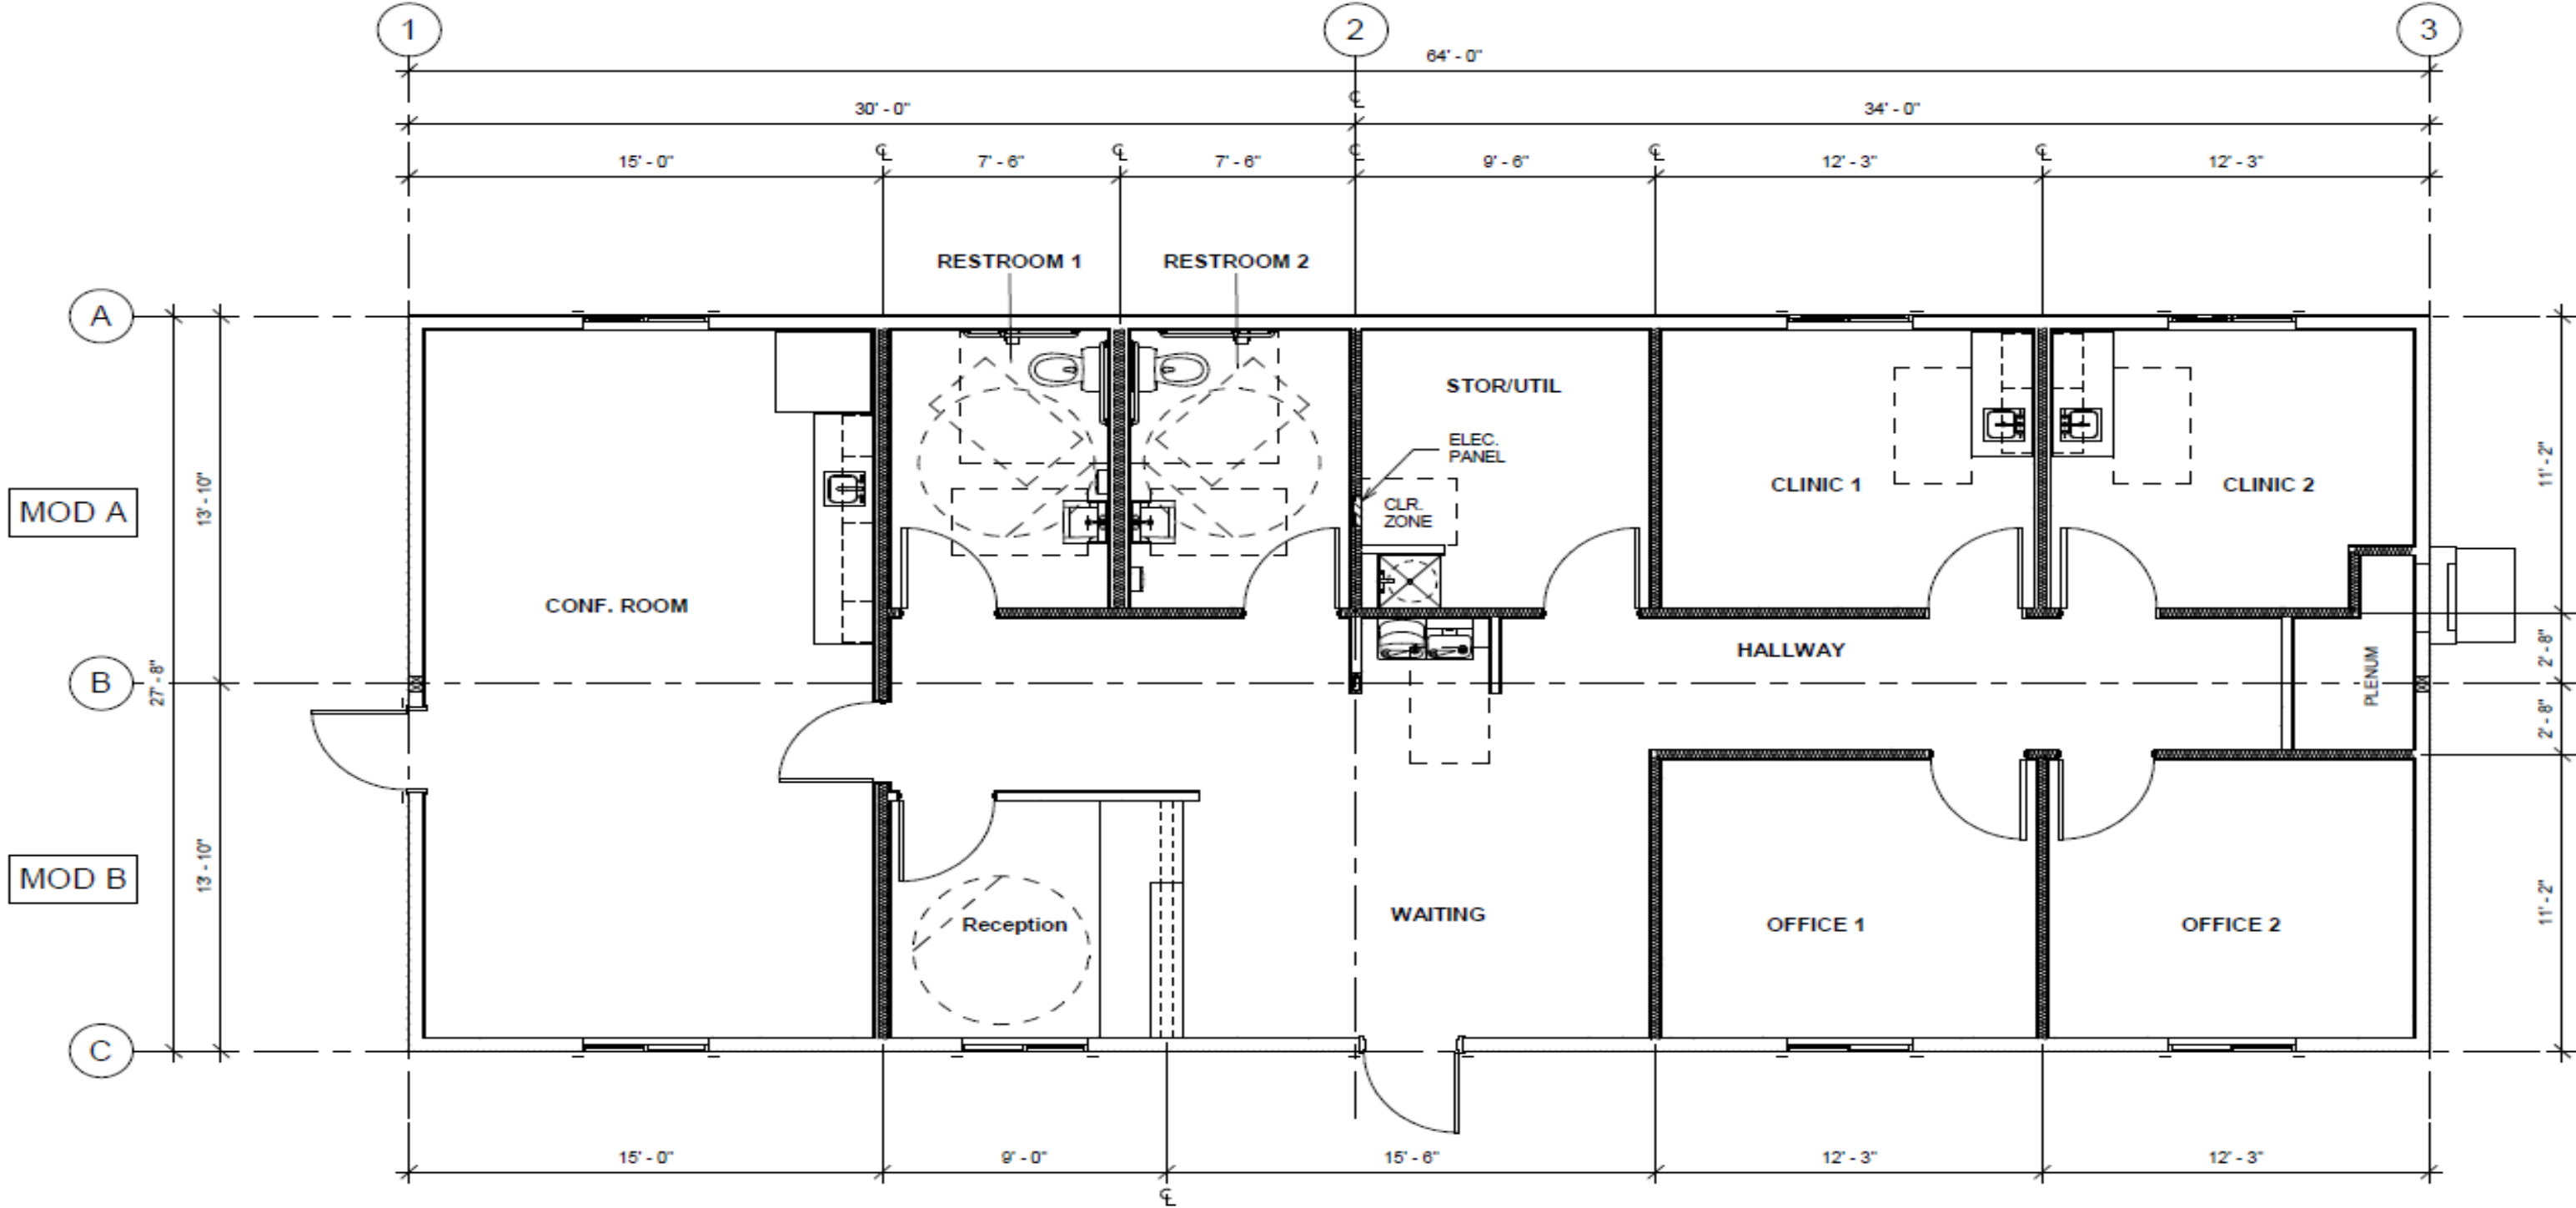 1
2
3
64' - 0"
30' - 0"
34' - 0"
15' - 0"
7' - 6"
7' - 6"
9' - 6"
12' - 3"
12' - 3"
RESTROOM 1
RESTROOM 2
A
STOR/UTIL
ELEC.
PANEL
CLR.
ZONE
CLINIC 1
CLINIC 2
MOD A
13' - 10"
11' - 2"
CONF. ROOM
HALLWAY
PLENUM
2' - 8"
B
27' - 8"
2' - 8"
MOD B
13' - 10"
WAITING
Reception
OFFICE 1
OFFICE 2
11' - 2"
C
15' - 0"
9' - 0"
15' - 6"
12' - 3"
12' - 3"